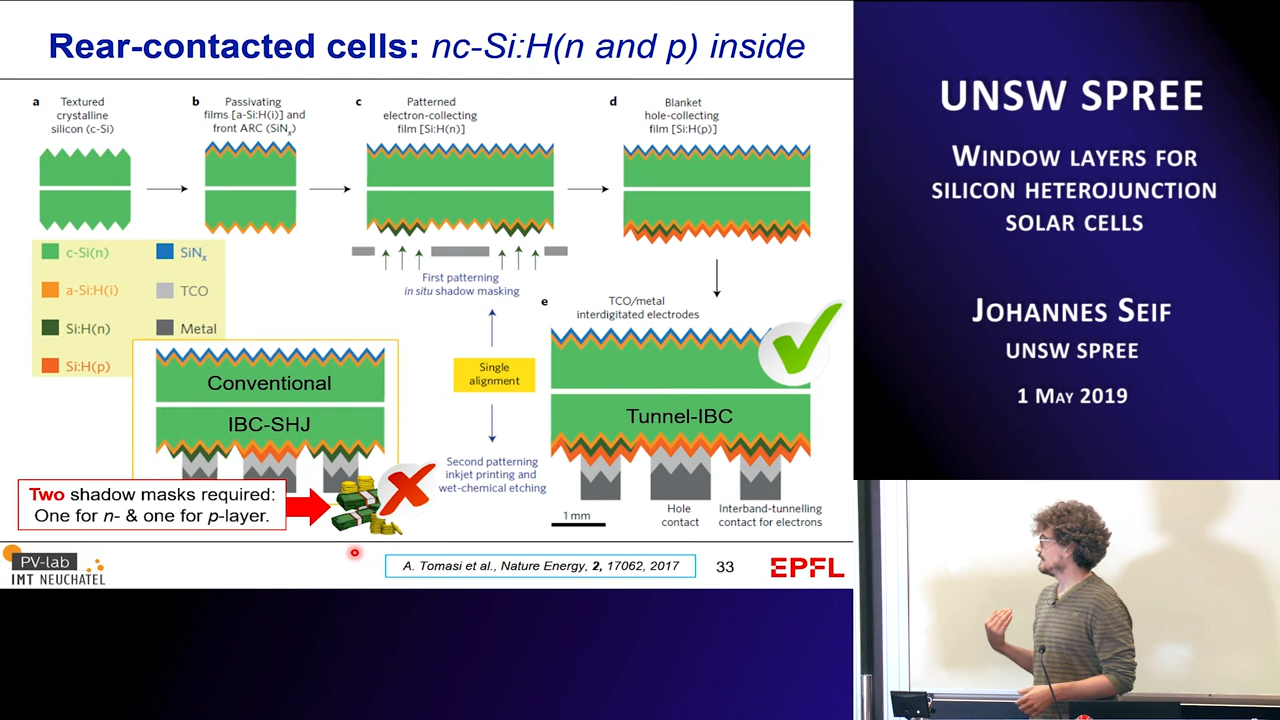 Rear-contacted cells: nc-Si:H(n and p) inside
a
Textured
crystalline
silicon (c-Si)
b
Passivating
films [a-Si:H(i)] and
front ARC (SiNx)
c
Patterned
electron-collecting
film [Si:H(n)]
d
Blanket
hole-collecting
film [Si:H(p)]
c-Si(n)
SiNx
a-Si:H(i)
TCO
Si:H(n)
Metal
Si:H(p)
First patterning
in situ shadow masking
Single
alignment
Second patterning
inkjet printing and
wet-chemical etching
e
TCO/metal
interdigitated electrodes
Conventional
IBC-SHJ
Tunnel-IBC
Two shadow masks required:
One for n- & one for p-layer.
1 mm
Hole
contact
Interband-tunnelling
contact for electrons
PV-lab
IMT NEUCHATEL
A. Tomasi et al., Nature Energy, 2, 17062, 2017
33
EPFL
UNSW SPREE
WINDOW LAYERS FOR
SILICON HETEROJUNCTION
SOLAR CELLS
JOHANNES SEIF
UNSW SPREE
1 MAY 2019